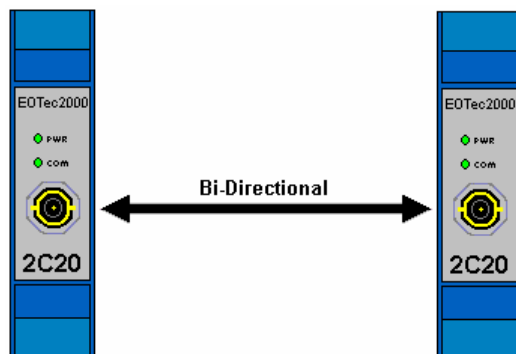 EOTec2000
PWR
COM
2C20
Bi-Directional
EOTec2000
PWR
COM
2C20